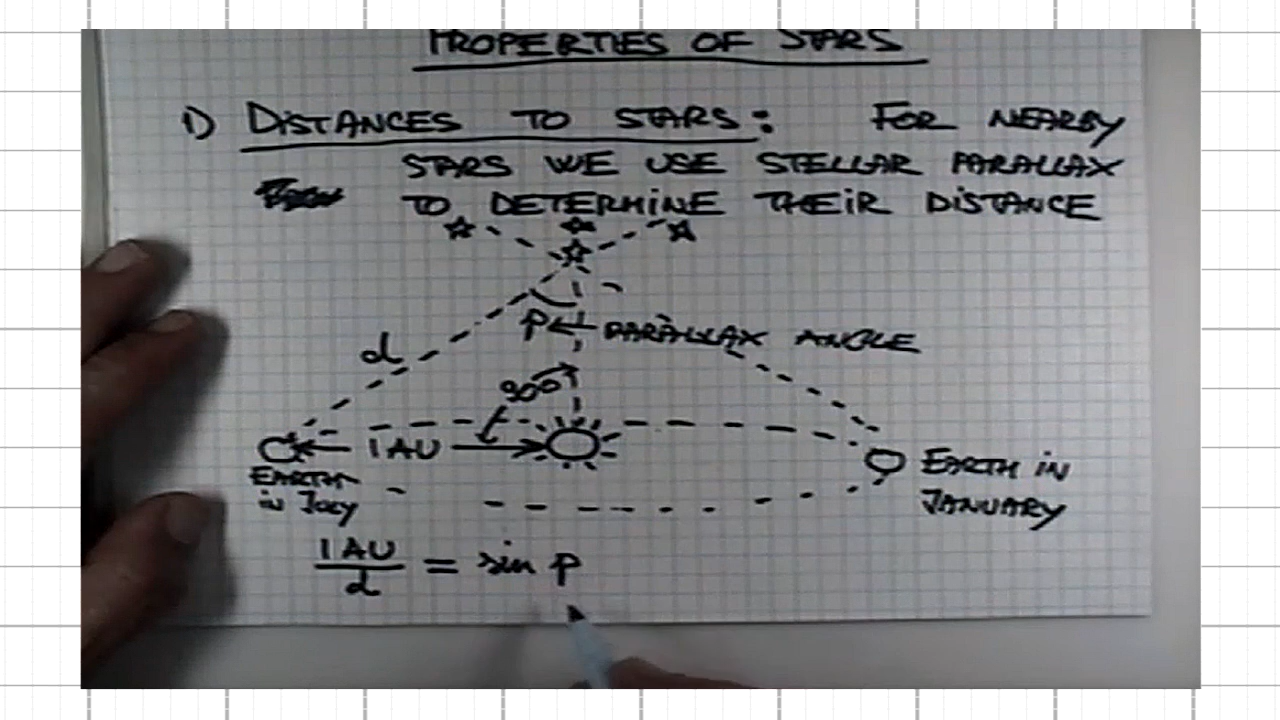 PROPERTIES OF STARS
1) DISTANCES TO STARS: FOR NEARBY
STARS WE USE STELLAR PARALLAX
TO DETERMINE THEIR DISTANCE
P ← PARALLAX ANGLE
d
90°
1 AU
EARTH
in July
EARTH IN
JANUARY
1 AU / d = sin P